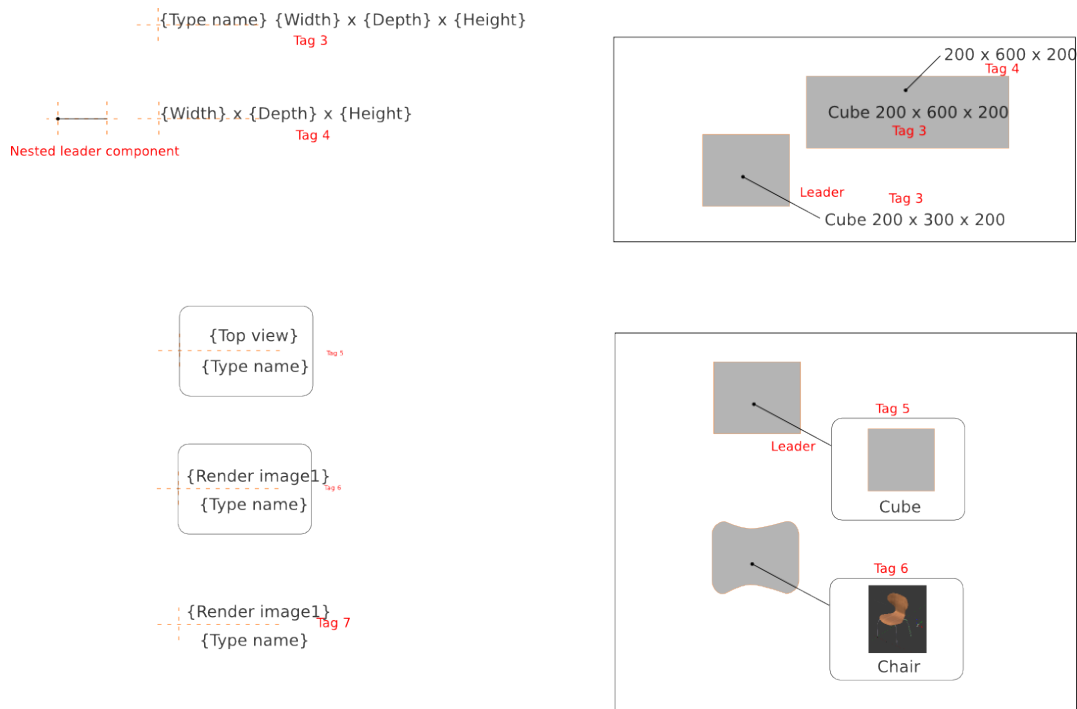 {Type name} {Width} x {Depth} x {Height}
Tag 3
{Width} x {Depth} x {Height}
Tag 4
Nested leader component
200 x 600 x 200
Tag 4
Cube 200 x 600 x 200
Tag 3
Leader
Tag 3
Cube 200 x 300 x 200
{Top view}
Tag 5
{Type name}
{Render image1}
Tag 6
{Type name}
{Render image1}
Tag 7
{Type name}
Tag 5
Leader
Cube
Tag 6
Chair